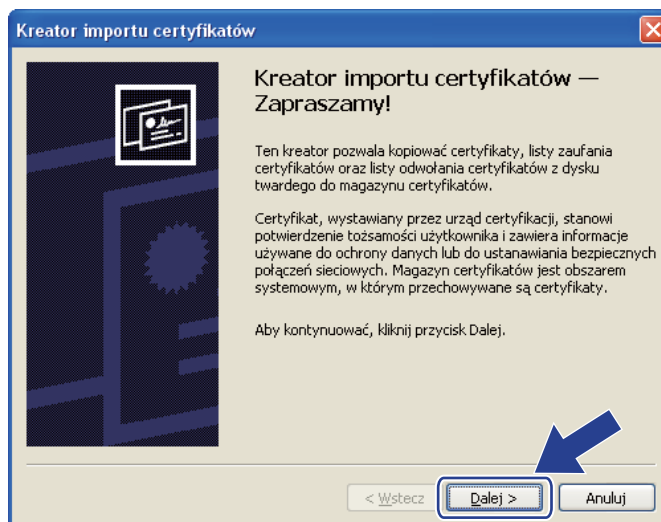 Kreator importu certyfikatów
Kreator importu certyfikatów —
Zapraszamy!
Ten kreator pozwala kopiować certyfikaty, listy zaufania
certyfikatów oraz listy odwołania certyfikatów z dysku
twardego do magazynu certyfikatów.
Certyfikat, wystawiany przez urząd certyfikacji, stanowi
potwierdzenie tożsamości użytkownika i zawiera informacje
używane do ochrony danych lub do ustanawiania bezpiecznych
połączeń sieciowych. Magazyn certyfikatów jest obszarem
systemowym, w którym przechowywane są certyfikaty.
Aby kontynuować, kliknij przycisk Dalej.
< Wstecz Dalej > Anuluj